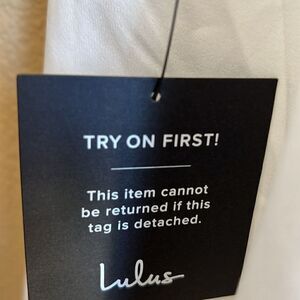 TRY ON FIRST!
This item cannot
be returned if this
tag is detached.
Lulus